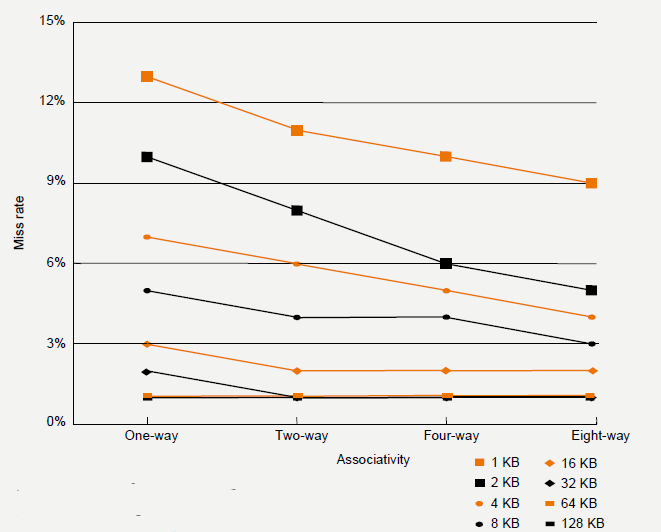 15%
12%
9%
Miss rate
6%
3%
0%
One-way Two-way Four-way Eight-way
Associativity
1 KB 16 KB
2 KB 32 KB
4 KB 64 KB
8 KB 128 KB